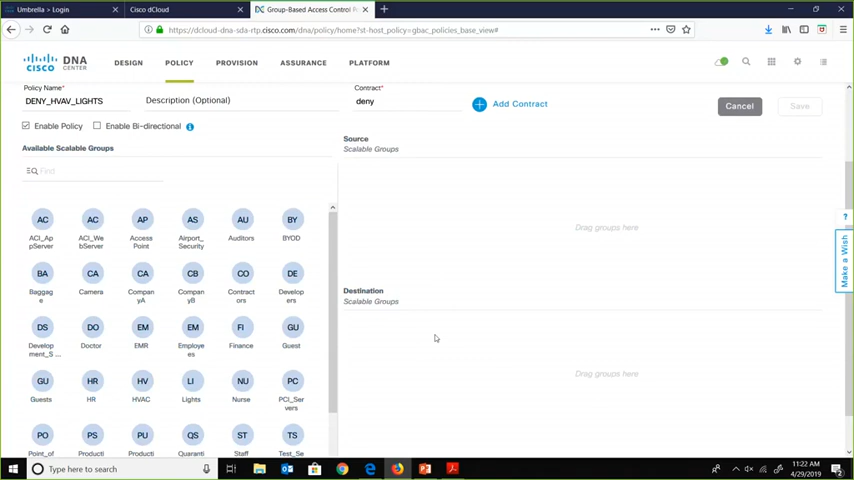 Umbrella > Login
Cisco dCloud
Group-Based Access Control
https://dcloud-dna-sda-rtp.cisco.com/dna/policy/home?st-host_policy=gbac_policies_base_view#
CISCO
DNA
CENTER
DESIGN
POLICY
PROVISION
ASSURANCE
PLATFORM
Policy Name*
DENY_HVAV_LIGHTS
Description (Optional)
Contract*
deny
Add Contract
Cancel
Save
Enable Policy
Enable Bi-directional
Available Scalable Groups
Find
Source
Scalable Groups
Drag groups here
Destination
Scalable Groups
Drag groups here
AC AC AP AS AU BY
ACI_Ap ACI_We Access Airport_ Auditors BYOD
pServer bServer Point Security
BA CA CA CB CO DE
Baggag Camera Compan Compan Contract Develop
e yA yB ors ers
DS DO EM EM FI GU
Develop Doctor EMR Employe Finance Guest
ment_S ... es
GU HR HV LI NU PC
Guests HR HVAC Lights Nurse PCI_Ser
vers
PO PS PU QS ST TS
Point_of Producti Producti Quaranti Staff Test_Se
?
Make a Wish
Type here to search
11:22 AM
4/29/2019
2